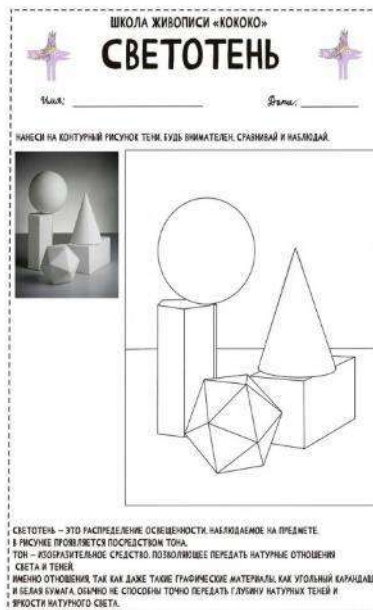 ШКОЛА ЖИВОПИСИ «КОКОКО»
СВЕТОТЕНЬ
Имя:
Дата:
НАНЕСИ НА КОНТУРНЫЙ РИСУНОК ТЕНИ. БУДЬ ВНИМАТЕЛЕН, СРАВНИВАЙ И НАБЛЮДАЙ.
СВЕТОТЕНЬ – ЭТО РАСПРЕДЕЛЕНИЕ ОСВЕЩЕННОСТИ, НАБЛЮДАЕМОЕ НА ПРЕДМЕТЕ.
В РИСУНКЕ ПРОЯВЛЯЕТСЯ ПОСРЕДСТВОМ ТОНА.
ТОН – ИЗОБРАЗИТЕЛЬНОЕ СРЕДСТВО, ПОЗВОЛЯЮЩЕЕ ПЕРЕДАТЬ НАТУРНЫЕ ОТНОШЕНИЯ
СВЕТА И ТЕНЕЙ.
ИМЕННО ОТНОШЕНИЯ, ТАК КАК ДАЖЕ ТАКИЕ ГРАФИЧЕСКИЕ МАТЕРИАЛЫ, КАК УГОЛЬНЫЙ КАРАНДАШ
И БЕЛАЯ БУМАГА, ОБЫЧНО НЕ СПОСОБНЫ ТОЧНО ПЕРЕДАТЬ ГЛУБИНУ НАТУРНЫХ ТЕНЕЙ И
ЯРКОСТИ НАТУРНОГО СВЕТА.